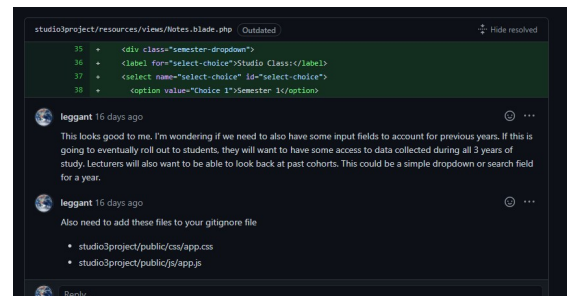 studio3project/resources/views/Notes.blade.php Outdated Hide resolved
35 + <div class="semester-dropdown">
36 + <label for="select-choice">Studio Class:</label>
37 + <select name="select-choice" id="select-choice">
38 + <option value="Choice 1">Semester 1</option>
leggant 16 days ago
This looks good to me. I'm wondering if we need to also have some input fields to account for previous years. If this is
going to eventually roll out to students, they will want to have some access to data collected during all 3 years of
study. Lecturers will also want to be able to look back at past cohorts. This could be a simple dropdown or search field
for a year.
leggant 16 days ago
Also need to add these files to your gitignore file
• studio3project/public/css/app.css
• studio3project/public/js/app.js
Reply